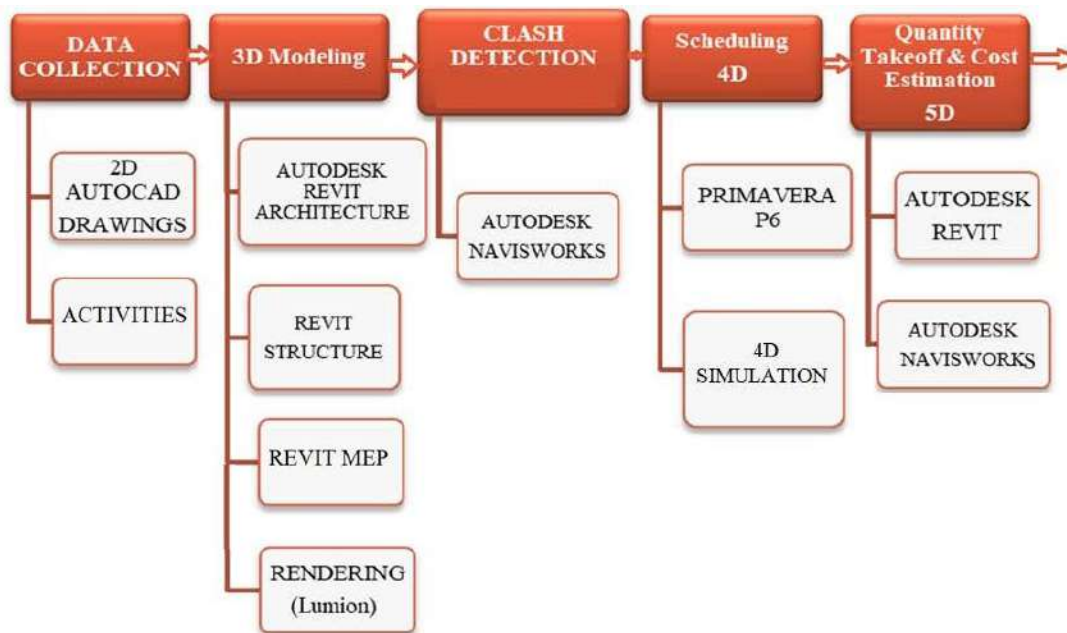 DATA
COLLECTION
2D
AUTOCAD
DRAWINGS
ACTIVITIES
3D Modeling
AUTODESK
REVIT
ARCHITECTURE
REVIT
STRUCTURE
REVIT MEP
RENDERING
(Lumion)
CLASH
DETECTION
AUTODESK
NAVISWORKS
Scheduling
4D
PRIMAVERA
P6
4D
SIMULATION
Quantity
Takeoff & Cost
Estimation
5D
AUTODESK
REVIT
AUTODESK
NAVISWORKS